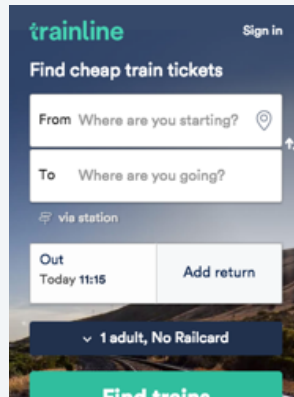 trainline
Sign in
Find cheap train tickets
From Where are you starting?
To Where are you going?
via station
Out
Today 11:15
Add return
1 adult, No Railcard
Find trains